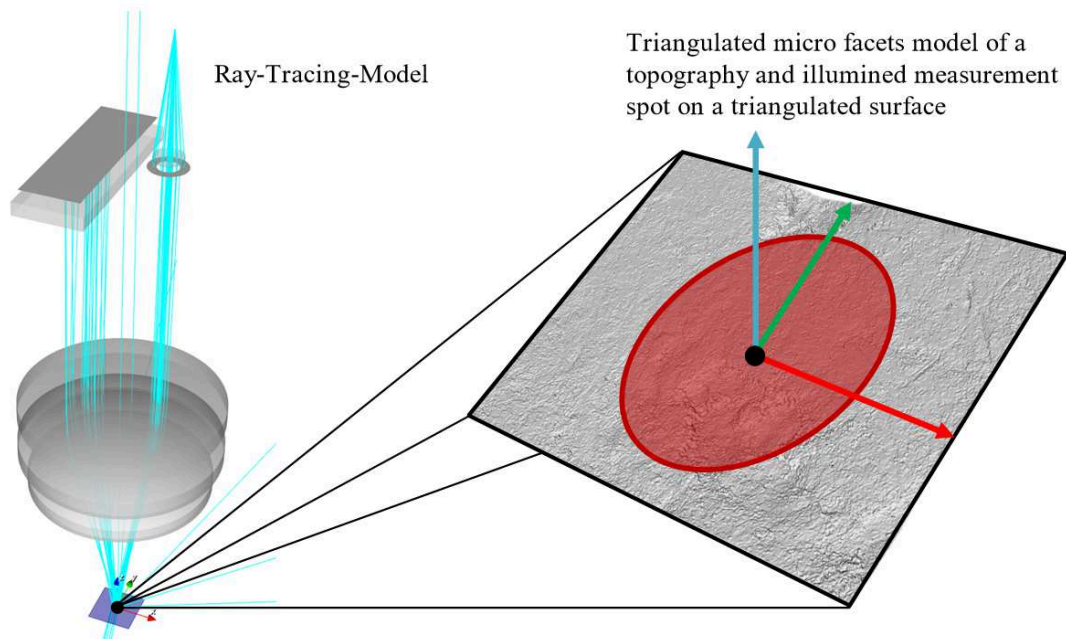 Ray-Tracing-Model
Triangulated micro facets model of a
topography and illumined measurement
spot on a triangulated surface